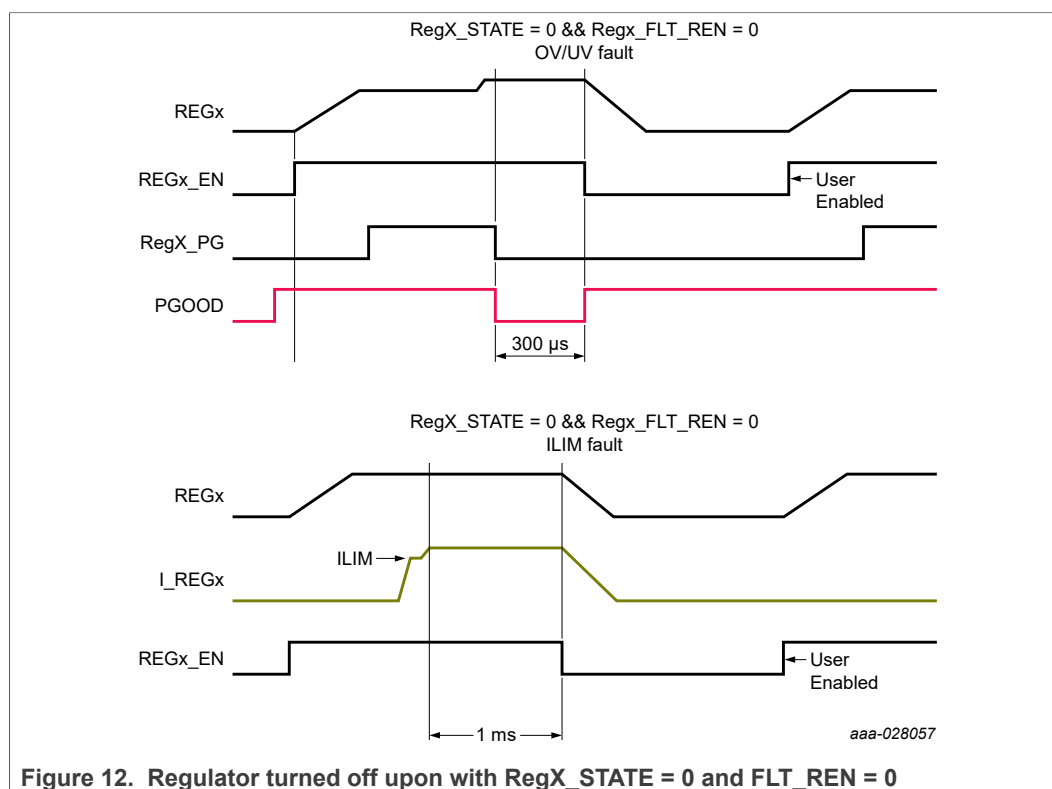 RegX_STATE = 0 && Regx_FLT_REN = 0
OV/UV fault
REGx
REGx_EN
User
Enabled
RegX_PG
PGOOD
300 µs
RegX_STATE = 0 && Regx_FLT_REN = 0
ILIM fault
REGx
ILIM
I_REGx
REGx_EN
User
Enabled
1 ms
aaa-028057
Figure 12. Regulator turned off upon with RegX_STATE = 0 and FLT_REN = 0